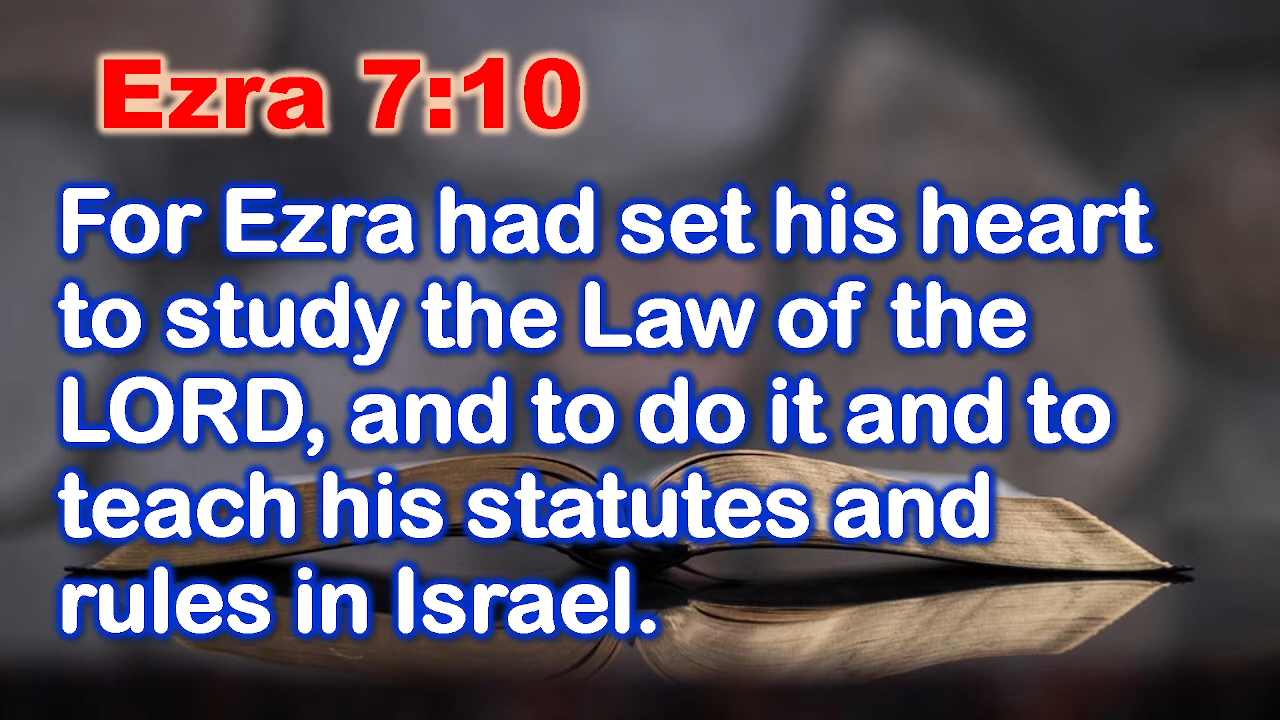 Ezra 7:10
For Ezra had set his heart
to study the Law of the
LORD, and to do it and to
teach his statutes and
rules in Israel.